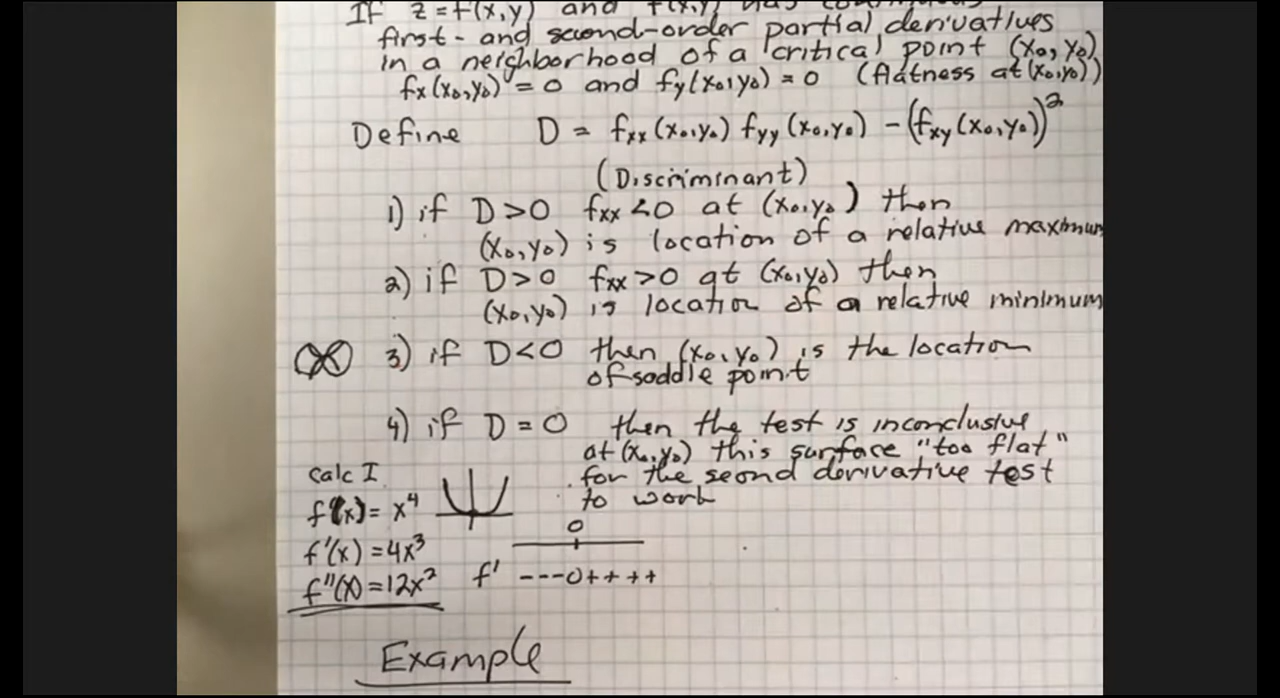 If z = f(x,y) and f(x,y) has
first- and second-order partial derivatives
in a neighborhood of a critical point (x₀, y₀)
fx(x₀,y₀) = 0 and fy(x₀,y₀) = 0 (flatness at (x₀,y₀))
Define D = fxx(x₀,y₀) fyy(x₀,y₀) - (fxy(x₀,y₀))²
(Discriminant)
1) if D>0 fxx<0 at (x₀,y₀) then
(x₀,y₀) is location of a relative maximum
2) if D>0 fxx>0 at (x₀,y₀) then
(x₀,y₀) is location of a relative minimum
3) if D<0 then (x₀,y₀) is the location
of saddle point
4) if D=0 then the test is inconclusive
at (x₀,y₀) this surface "too flat"
for the seond derivative test
to work
Calc I
f(x) = x⁴
0
f'(x) = 4x³
f''(x) = 12x²
f' ---0++++
Example